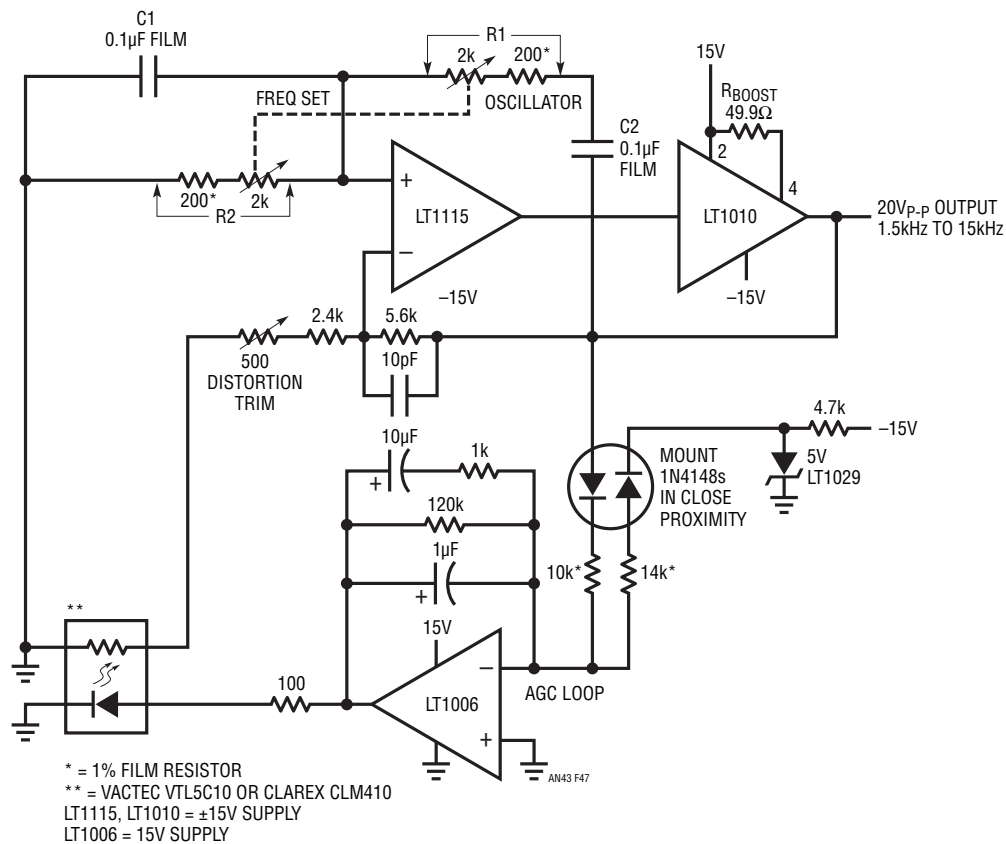 C1
0.1µF FILM
R1
2k
200*
FREQ SET
OSCILLATOR
C2
0.1µF
FILM
15V
RBOOST
49.9Ω
2
4
200*
2k
R2
+
–
LT1115
–15V
LT1010
–15V
20VP-P OUTPUT
1.5kHz TO 15kHz
500
DISTORTION
TRIM
2.4k
5.6k
10pF
10µF
+
1k
120k
1µF
+
MOUNT
1N4148s
IN CLOSE
PROXIMITY
4.7k
–15V
5V
LT1029
10k*
14k*
**
100
15V
LT1006
–
+
AGC LOOP
AN43 F47
* = 1% FILM RESISTOR
** = VACTEC VTL5C10 OR CLAREX CLM410
LT1115, LT1010 = ±15V SUPPLY
LT1006 = 15V SUPPLY